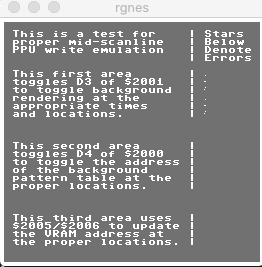 rgnes
This is a test for | Stars
proper mid-scanline | Below
PPU write emulation | Denote
| Errors
This first area |
toggles D3 of $2001 |
to toggle background |
rendering at the |
appropriate times |
and locations. |
This second area |
toggles D4 of $2000 |
to toggle the address |
of the background |
pattern table at the |
proper locations. |
This third area uses |
$2005/$2006 to update |
the VRAM address at |
the proper locations. |